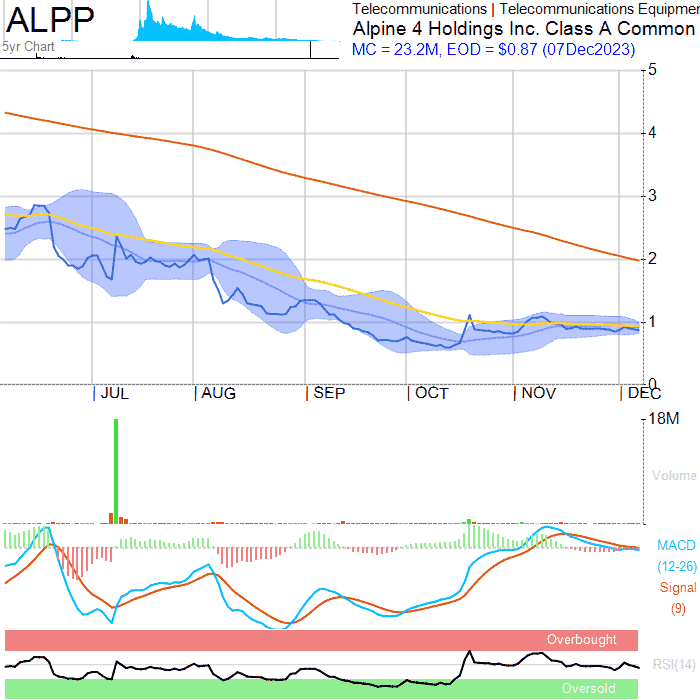 ALPP
5yr Chart
Telecommunications | Telecommunications Equipmen
Alpine 4 Holdings Inc. Class A Common
MC = 23.2M, EOD = $0.87 (07Dec2023)
5
4
3
2
1
0
JUL
AUG
SEP
OCT
NOV
DEC
18M
Volume
MACD
(12-26)
Signal
(9)
Overbought
RSI(14)
Oversold